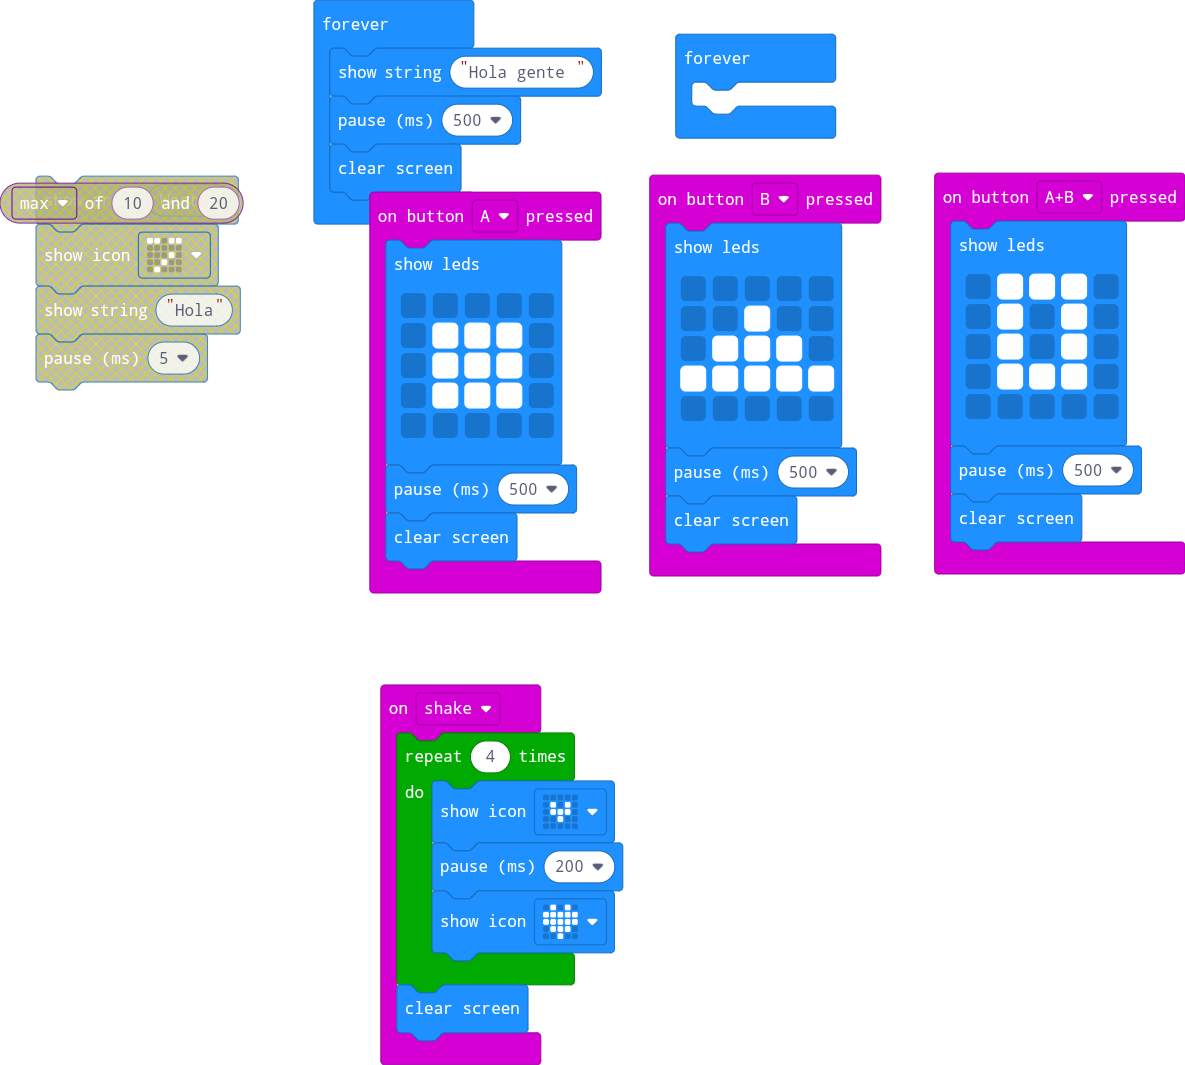 forever
show string "Hola gente "
pause (ms) 500
clear screen
forever
max of 10 and 20
show icon
show string "Hola"
pause (ms) 5
on button A pressed
show leds
pause (ms) 500
clear screen
on button B pressed
show leds
pause (ms) 500
clear screen
on button A+B pressed
show leds
pause (ms) 500
clear screen
on shake
repeat 4 times
do
show icon
pause (ms) 200
show icon
clear screen